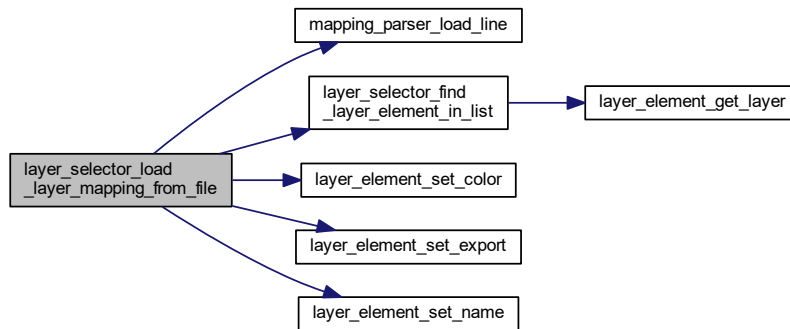 mapping_parser_load_line
layer_selector_find
_layer_element_in_list
layer_element_get_layer
layer_selector_load
_layer_mapping_from_file
layer_element_set_color
layer_element_set_export
layer_element_set_name